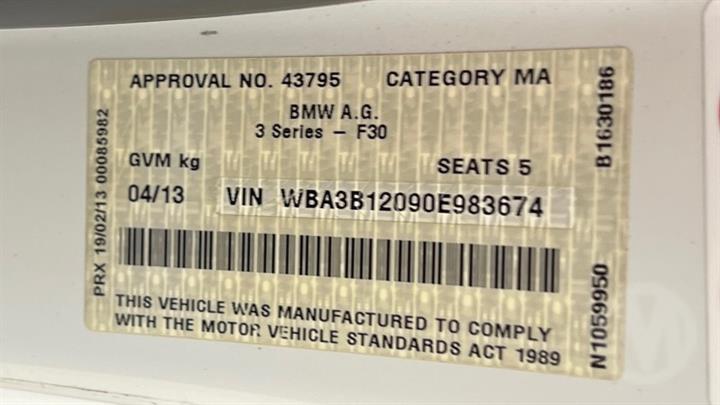 APPROVAL NO. 43795 CATEGORY MA
BMW A.G.
3 Series - F30
GVM kg SEATS 5
04/13 VIN WBA3B12090E983674
THIS VEHICLE WAS MANUFACTURED TO COMPLY
WITH THE MOTOR VEHICLE STANDARDS ACT 1989
PRX 19/02/13 00085982
B1630186
N1059950
M